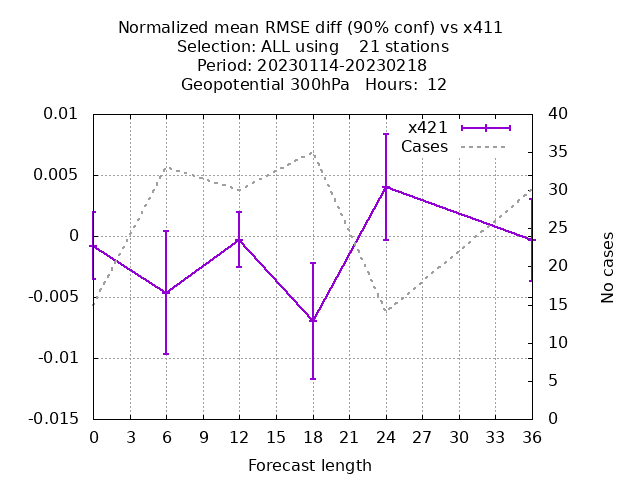 Normalized mean RMSE diff (90% conf) vs x411
Selection: ALL using    21 stations
Period: 20230114-20230218
Geopotential 300hPa   Hours:  12
x421
Cases
0.01
0.005
0
-0.005
-0.01
-0.015
40
35
30
25
20
15
10
5
0
No cases
0 3 6 9 12 15 18 21 24 27 30 33 36
Forecast length